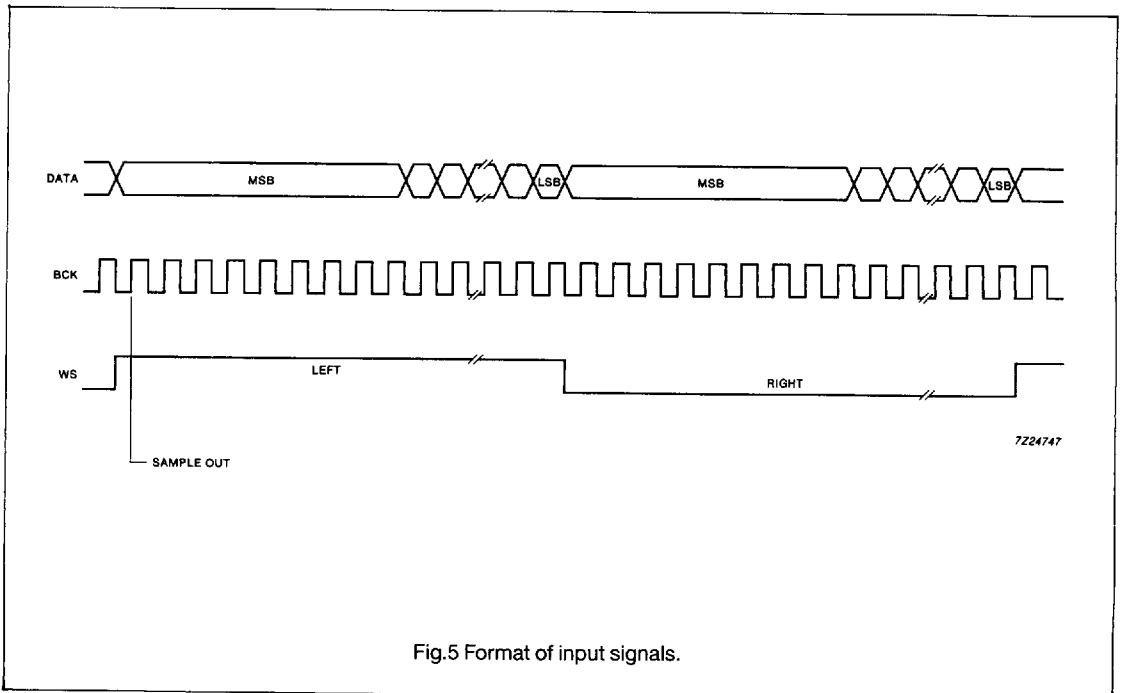 DATA MSB LSB MSB LSB
BCK
WS LEFT RIGHT
7Z24747
SAMPLE OUT
Fig.5 Format of input signals.